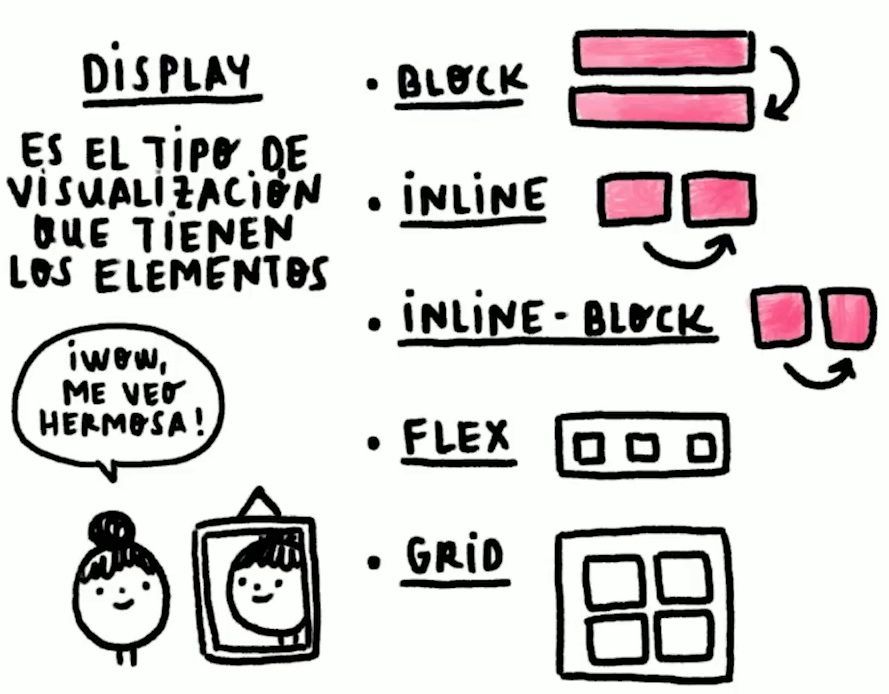 DISPLAY
ES EL TIPO DE
VISUALIZACIÓN
QUE TIENEN
LOS ELEMENTOS
¡WOW,
ME VEO
HERMOSA!
• BLOCK
• INLINE
• INLINE-BLOCK
• FLEX
• GRID